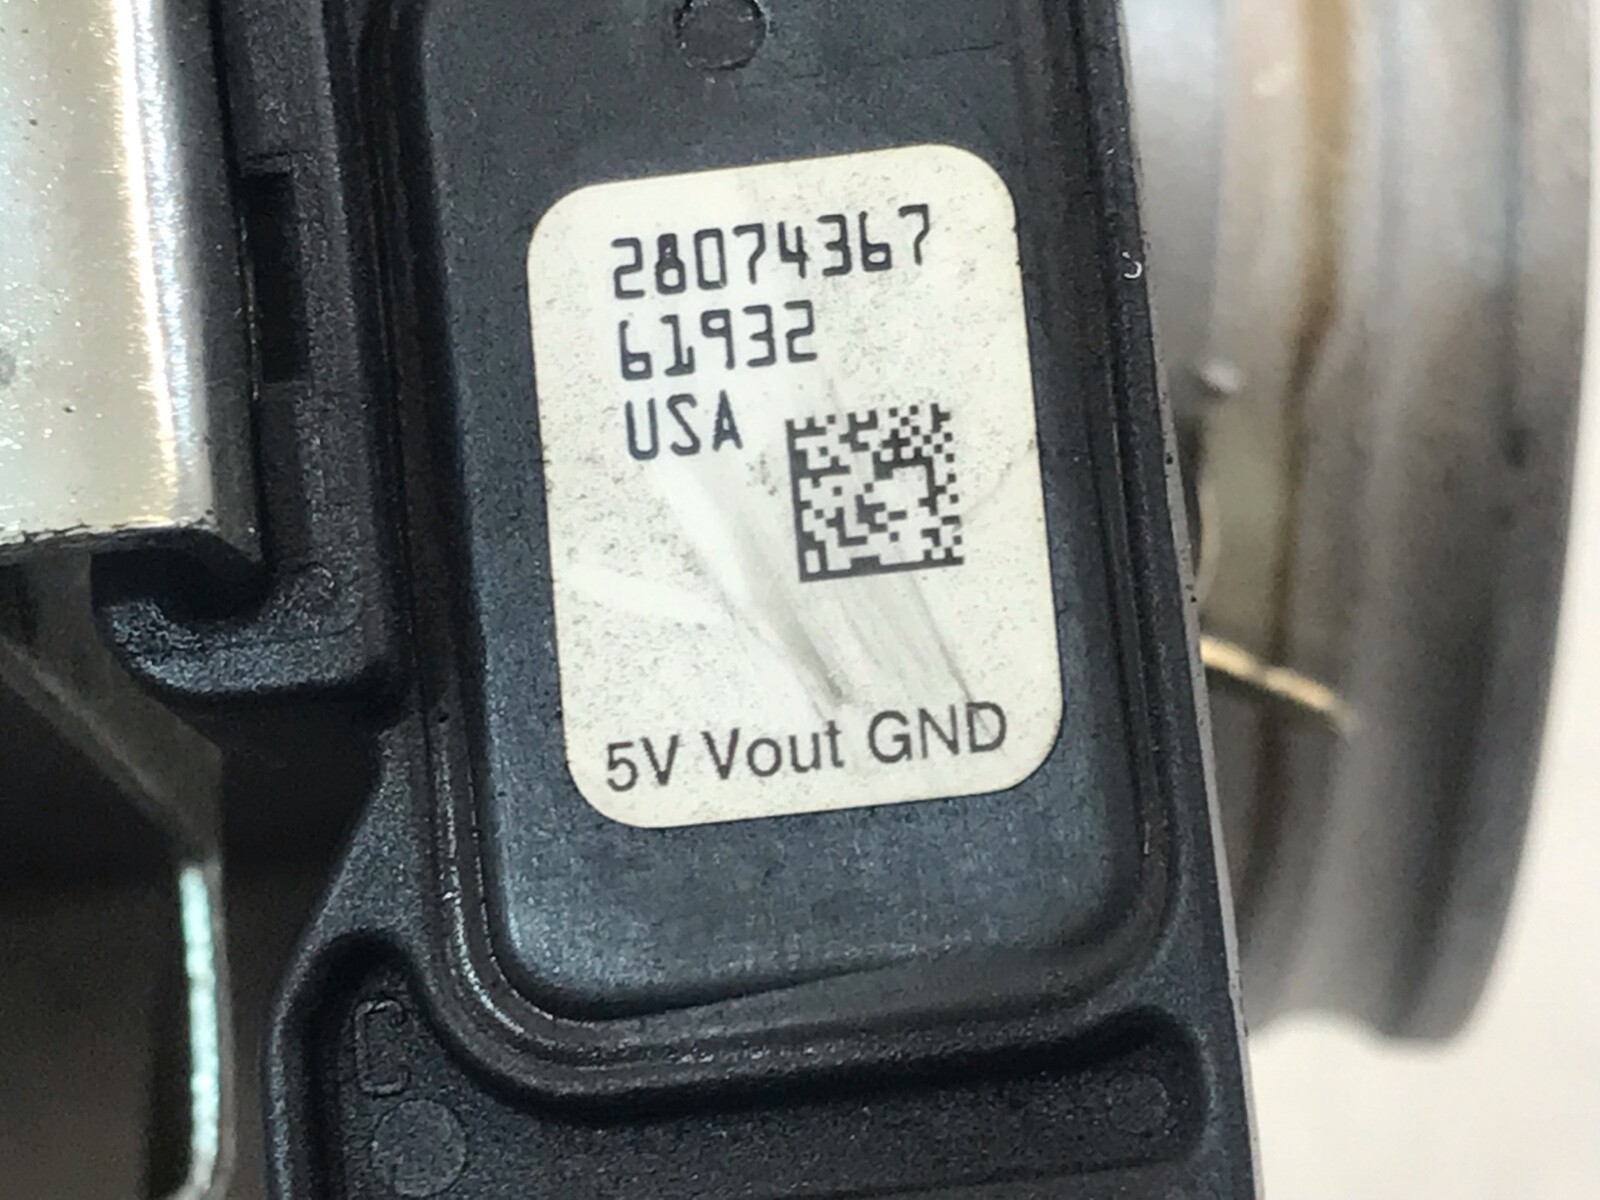 28074367
61932
USA
5V Vout GND